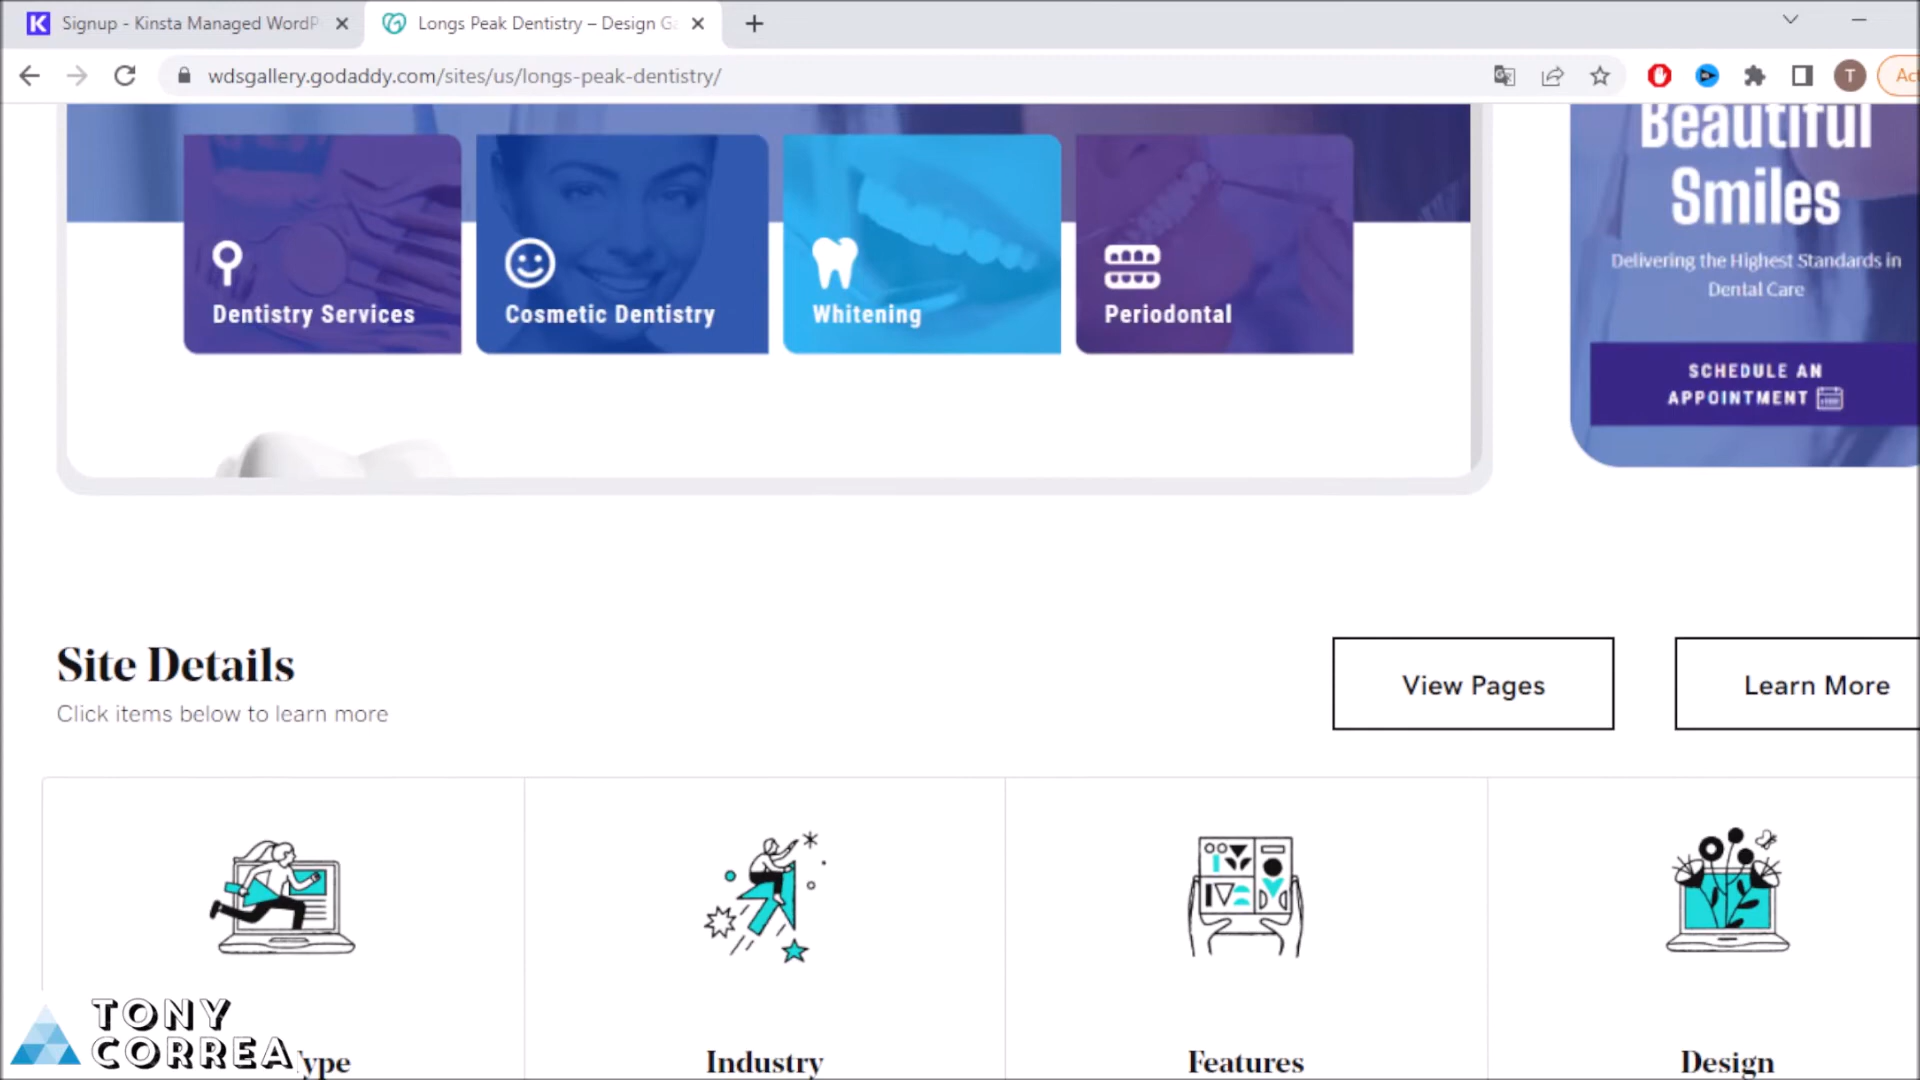 Signup - Kinsta Managed WordP
Longs Peak Dentistry – Design Ga
wdsgallery.godaddy.com/sites/us/longs-peak-dentistry/
T
Act
Beautiful
Smiles
Delivering the Highest Standards in
Dental Care
SCHEDULE AN
APPOINTMENT
Dentistry Services
Cosmetic Dentistry
Whitening
Periodontal
Site Details
Click items below to learn more
View Pages
Learn More
TONY
CORREA
ype
Industry
Features
Design